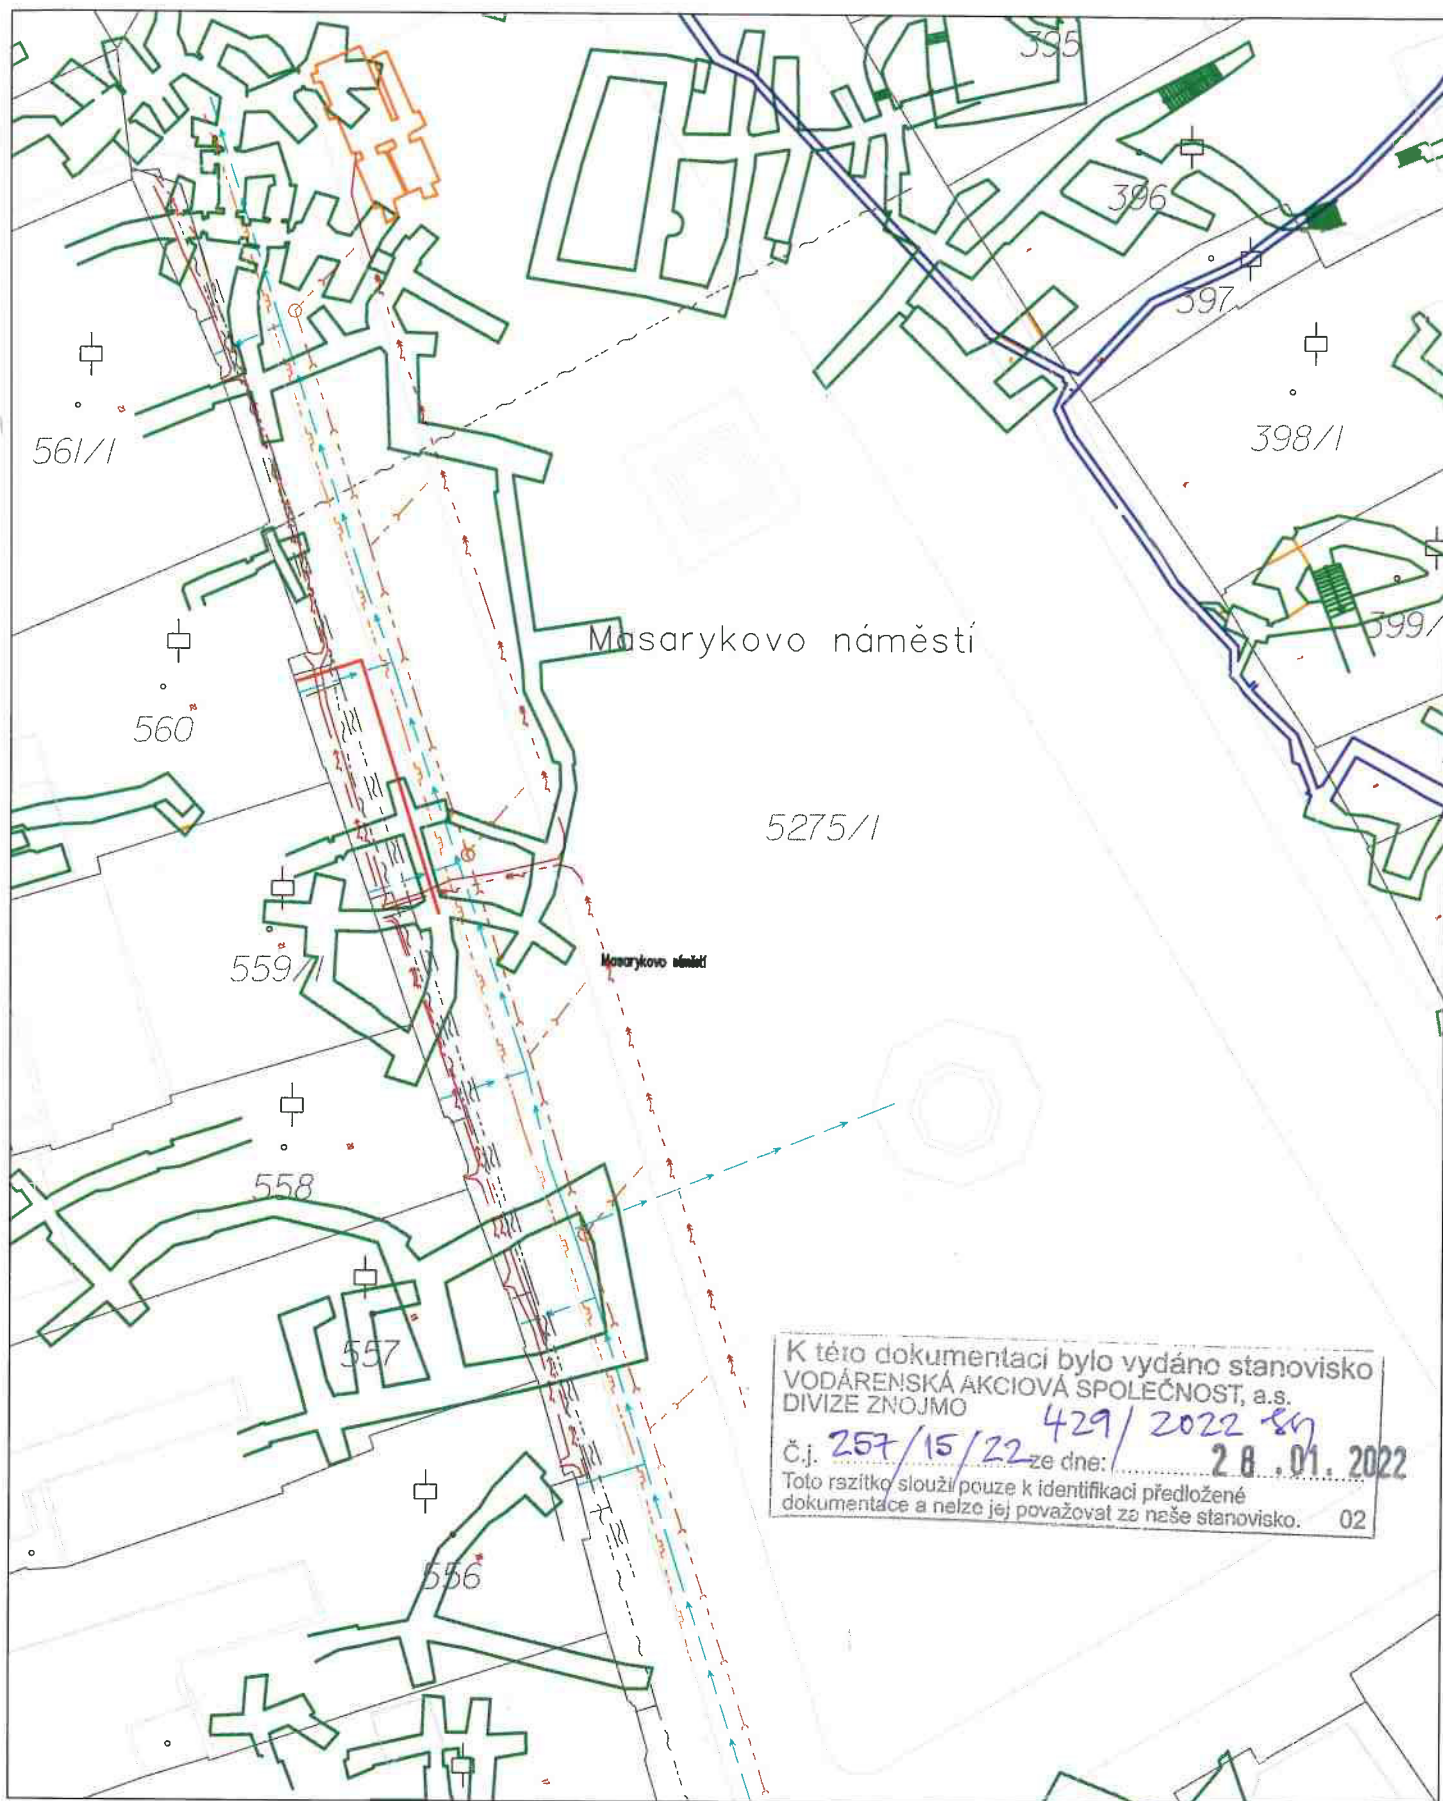 395
396
397
561/1
398/1
399/
Masarykovo náměstí
560
5275/1
559/1
Masarykovo náměstí
558
557
K této dokumentaci bylo vydáno stanovisko
VODÁRENSKÁ AKCIOVÁ SPOLEČNOST, a.s.
DIVIZE ZNOJMO
429/2022
Č.j. 257/15/22 ze dne: 28.01.2022
Toto razítko slouží pouze k identifikaci předložené
dokumentace a nelze jej považovat za naše stanovisko. 02
556